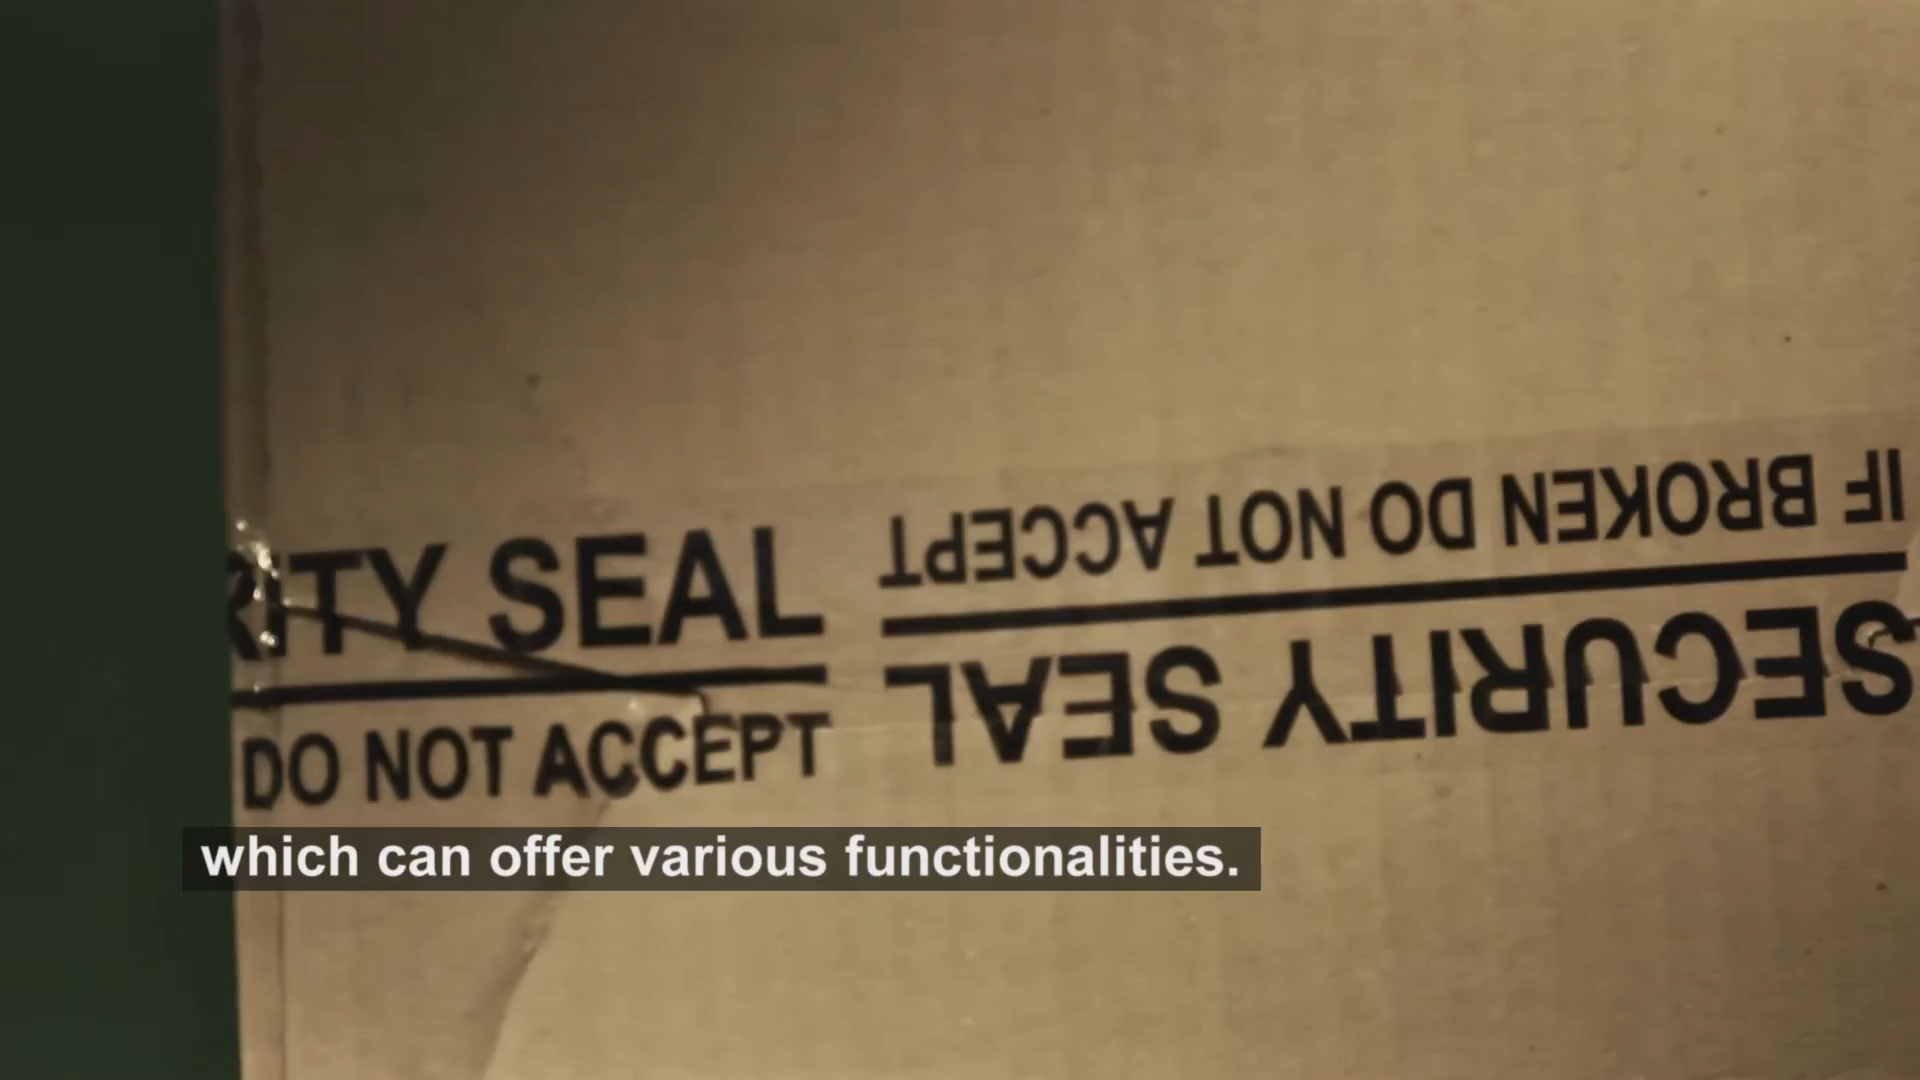 RITY SEAL
DO NOT ACCEPT
IF BROKEN DO NOT ACCEPT
SECURITY SEAL
which can offer various functionalities.